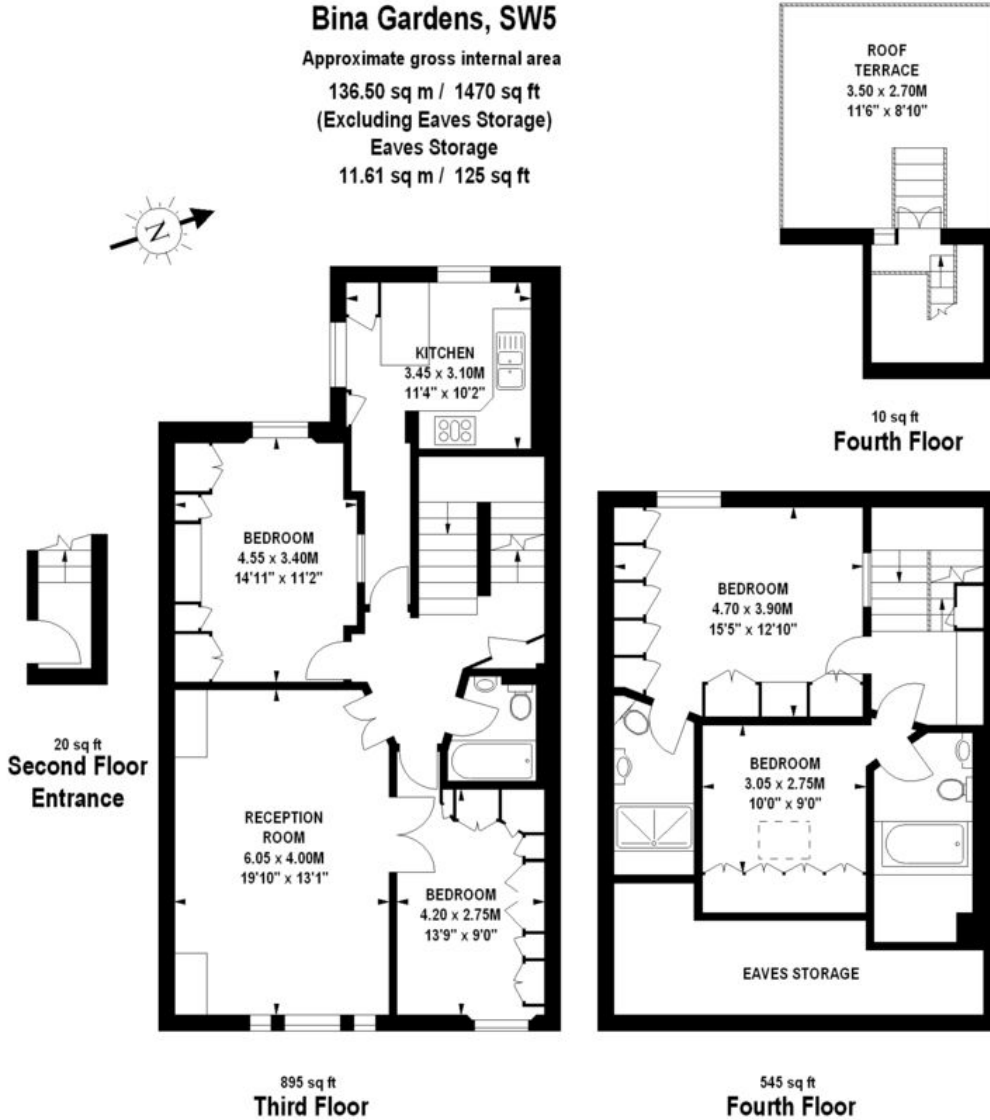 Bina Gardens, SW5
Approximate gross internal area
136.50 sq m / 1470 sq ft
(Excluding Eaves Storage)
Eaves Storage
11.61 sq m / 125 sq ft
N
ROOF
TERRACE
3.50 x 2.70M
11'6" x 8'10"
10 sq ft
Fourth Floor
KITCHEN
3.45 x 3.10M
11'4" x 10'2"
BEDROOM
4.55 x 3.40M
14'11" x 11'2"
20 sq ft
Second Floor
Entrance
RECEPTION
ROOM
6.05 x 4.00M
19'10" x 13'1"
BEDROOM
4.20 x 2.75M
13'9" x 9'0"
895 sq ft
Third Floor
BEDROOM
4.70 x 3.90M
15'5" x 12'10"
BEDROOM
3.05 x 2.75M
10'0" x 9'0"
EAVES STORAGE
545 sq ft
Fourth Floor